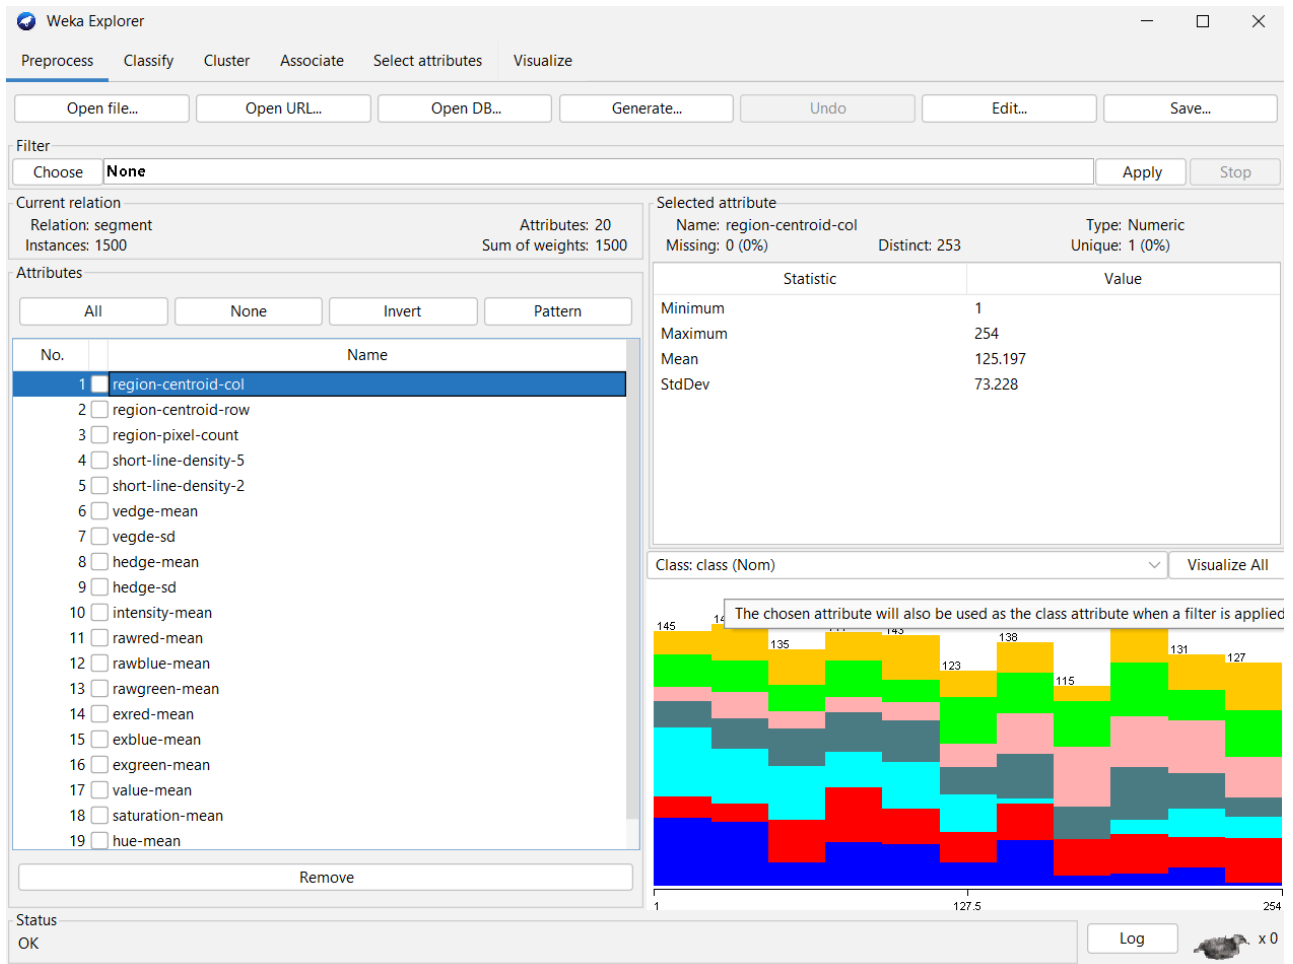 Weka Explorer
Preprocess Classify Cluster Associate Select attributes Visualize
Open file... Open URL... Open DB... Generate... Undo Edit... Save...
Filter
Choose None Apply Stop
Current relation
Relation: segment Attributes: 20
Instances: 1500 Sum of weights: 1500
Attributes
All None Invert Pattern
No. Name
1 region-centroid-col
2 region-centroid-row
3 region-pixel-count
4 short-line-density-5
5 short-line-density-2
6 vedge-mean
7 vegde-sd
8 hedge-mean
9 hedge-sd
10 intensity-mean
11 rawred-mean
12 rawblue-mean
13 rawgreen-mean
14 exred-mean
15 exblue-mean
16 exgreen-mean
17 value-mean
18 saturation-mean
19 hue-mean
Remove
Selected attribute
Name: region-centroid-col Type: Numeric
Missing: 0 (0%) Distinct: 253 Unique: 1 (0%)
Statistic Value
Minimum 1
Maximum 254
Mean 125.197
StdDev 73.228
Class: class (Nom) Visualize All
The chosen attribute will also be used as the class attribute when a filter is applied
145 135 143 123 138 115 131 127
1 127.5 254
Status
OK
Log x 0